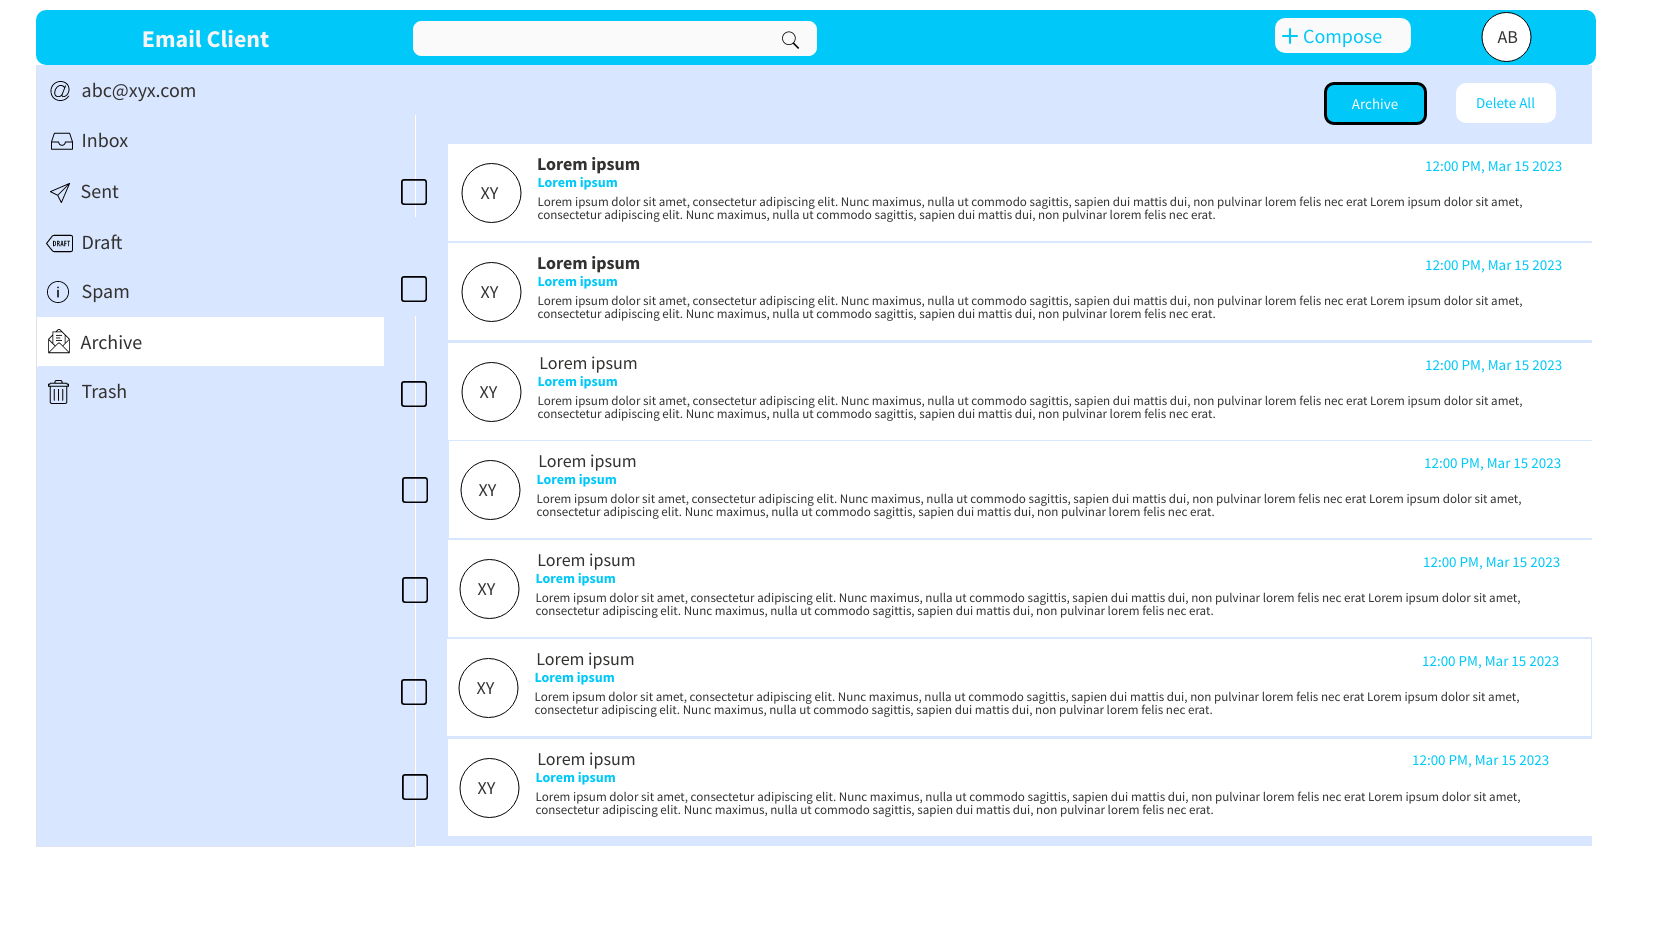 Email Client
+ Compose
AB
abc@xyx.com
Inbox
Sent
DRAFT Draft
Spam
Archive
Trash
Archive
Delete All
XY
Lorem ipsum
12:00 PM, Mar 15 2023
Lorem ipsum
Lorem ipsum dolor sit amet, consectetur adipiscing elit. Nunc maximus, nulla ut commodo sagittis, sapien dui mattis dui, non pulvinar lorem felis nec erat Lorem ipsum dolor sit amet,
consectetur adipiscing elit. Nunc maximus, nulla ut commodo sagittis, sapien dui mattis dui, non pulvinar lorem felis nec erat.
XY
Lorem ipsum
12:00 PM, Mar 15 2023
Lorem ipsum
Lorem ipsum dolor sit amet, consectetur adipiscing elit. Nunc maximus, nulla ut commodo sagittis, sapien dui mattis dui, non pulvinar lorem felis nec erat Lorem ipsum dolor sit amet,
consectetur adipiscing elit. Nunc maximus, nulla ut commodo sagittis, sapien dui mattis dui, non pulvinar lorem felis nec erat.
XY
Lorem ipsum
12:00 PM, Mar 15 2023
Lorem ipsum
Lorem ipsum dolor sit amet, consectetur adipiscing elit. Nunc maximus, nulla ut commodo sagittis, sapien dui mattis dui, non pulvinar lorem felis nec erat Lorem ipsum dolor sit amet,
consectetur adipiscing elit. Nunc maximus, nulla ut commodo sagittis, sapien dui mattis dui, non pulvinar lorem felis nec erat.
XY
Lorem ipsum
12:00 PM, Mar 15 2023
Lorem ipsum
Lorem ipsum dolor sit amet, consectetur adipiscing elit. Nunc maximus, nulla ut commodo sagittis, sapien dui mattis dui, non pulvinar lorem felis nec erat Lorem ipsum dolor sit amet,
consectetur adipiscing elit. Nunc maximus, nulla ut commodo sagittis, sapien dui mattis dui, non pulvinar lorem felis nec erat.
XY
Lorem ipsum
12:00 PM, Mar 15 2023
Lorem ipsum
Lorem ipsum dolor sit amet, consectetur adipiscing elit. Nunc maximus, nulla ut commodo sagittis, sapien dui mattis dui, non pulvinar lorem felis nec erat Lorem ipsum dolor sit amet,
consectetur adipiscing elit. Nunc maximus, nulla ut commodo sagittis, sapien dui mattis dui, non pulvinar lorem felis nec erat.
XY
Lorem ipsum
12:00 PM, Mar 15 2023
Lorem ipsum
Lorem ipsum dolor sit amet, consectetur adipiscing elit. Nunc maximus, nulla ut commodo sagittis, sapien dui mattis dui, non pulvinar lorem felis nec erat Lorem ipsum dolor sit amet,
consectetur adipiscing elit. Nunc maximus, nulla ut commodo sagittis, sapien dui mattis dui, non pulvinar lorem felis nec erat.
XY
Lorem ipsum
12:00 PM, Mar 15 2023
Lorem ipsum
Lorem ipsum dolor sit amet, consectetur adipiscing elit. Nunc maximus, nulla ut commodo sagittis, sapien dui mattis dui, non pulvinar lorem felis nec erat Lorem ipsum dolor sit amet,
consectetur adipiscing elit. Nunc maximus, nulla ut commodo sagittis, sapien dui mattis dui, non pulvinar lorem felis nec erat.